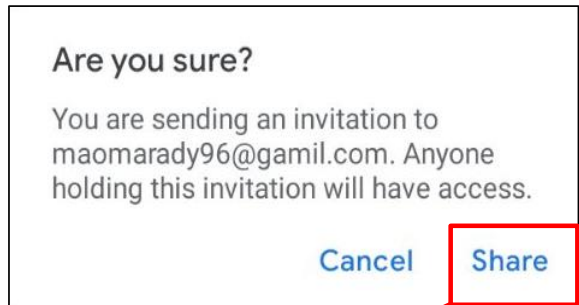 Are you sure?
You are sending an invitation to
maomarady96@gamil.com. Anyone
holding this invitation will have access.
Cancel Share